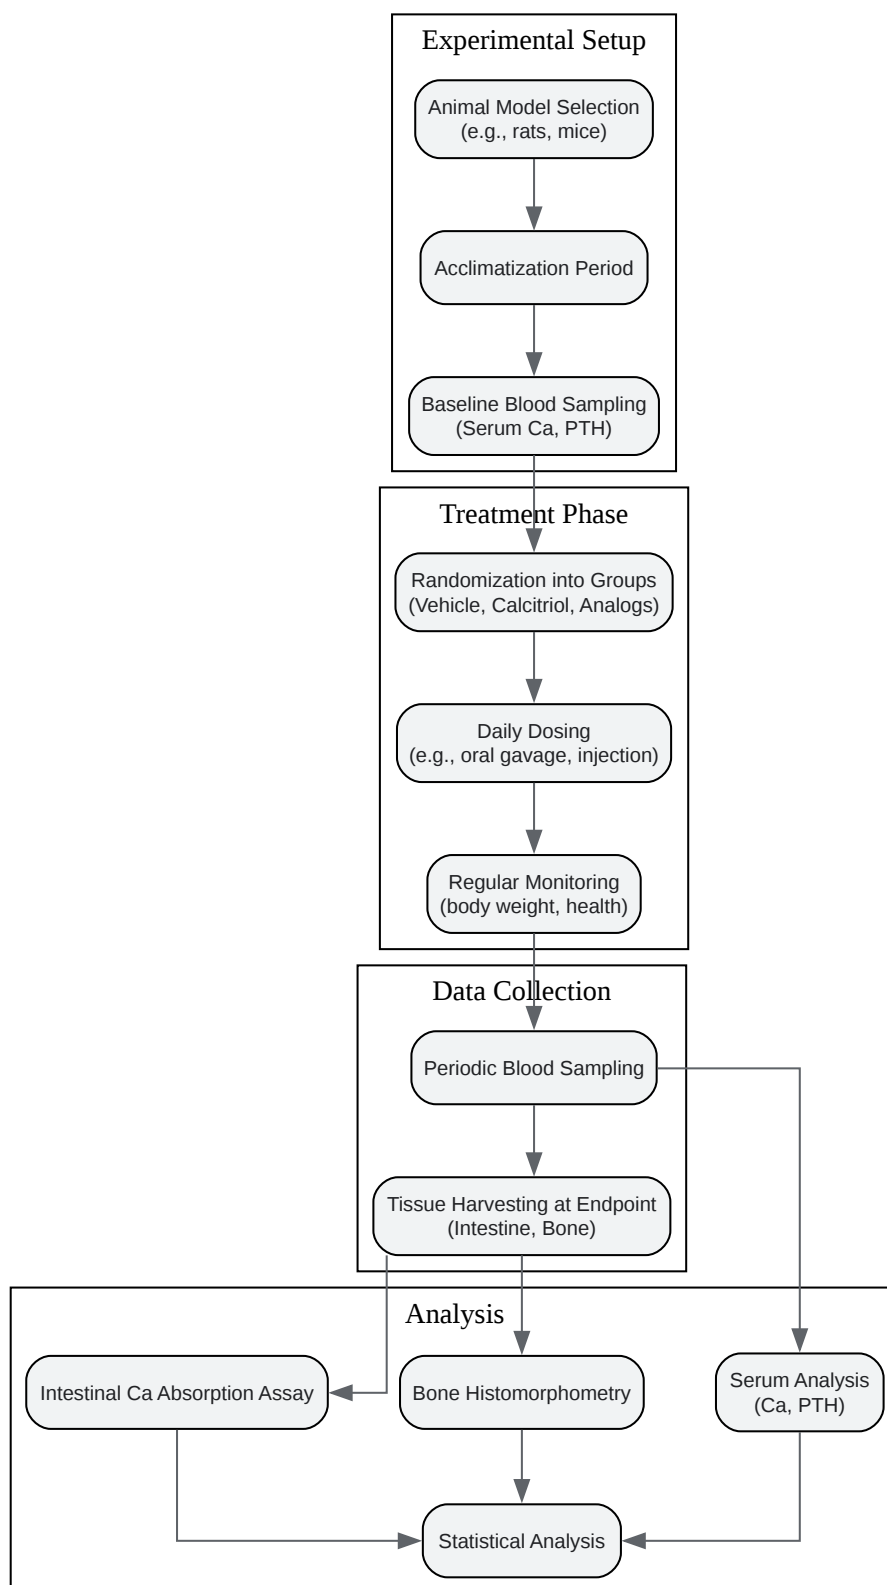 Experimental Setup
Animal Model Selection
(e.g., rats, mice)
Acclimatization Period
Baseline Blood Sampling
(Serum Ca, PTH)
Treatment Phase
Randomization into Groups
(Vehicle, Calcitriol, Analogs)
Daily Dosing
(e.g., oral gavage, injection)
Regular Monitoring
(body weight, health)
Data Collection
Periodic Blood Sampling
Tissue Harvesting at Endpoint
(Intestine, Bone)
Analysis
Intestinal Ca Absorption Assay
Bone Histomorphometry
Serum Analysis
(Ca, PTH)
Statistical Analysis